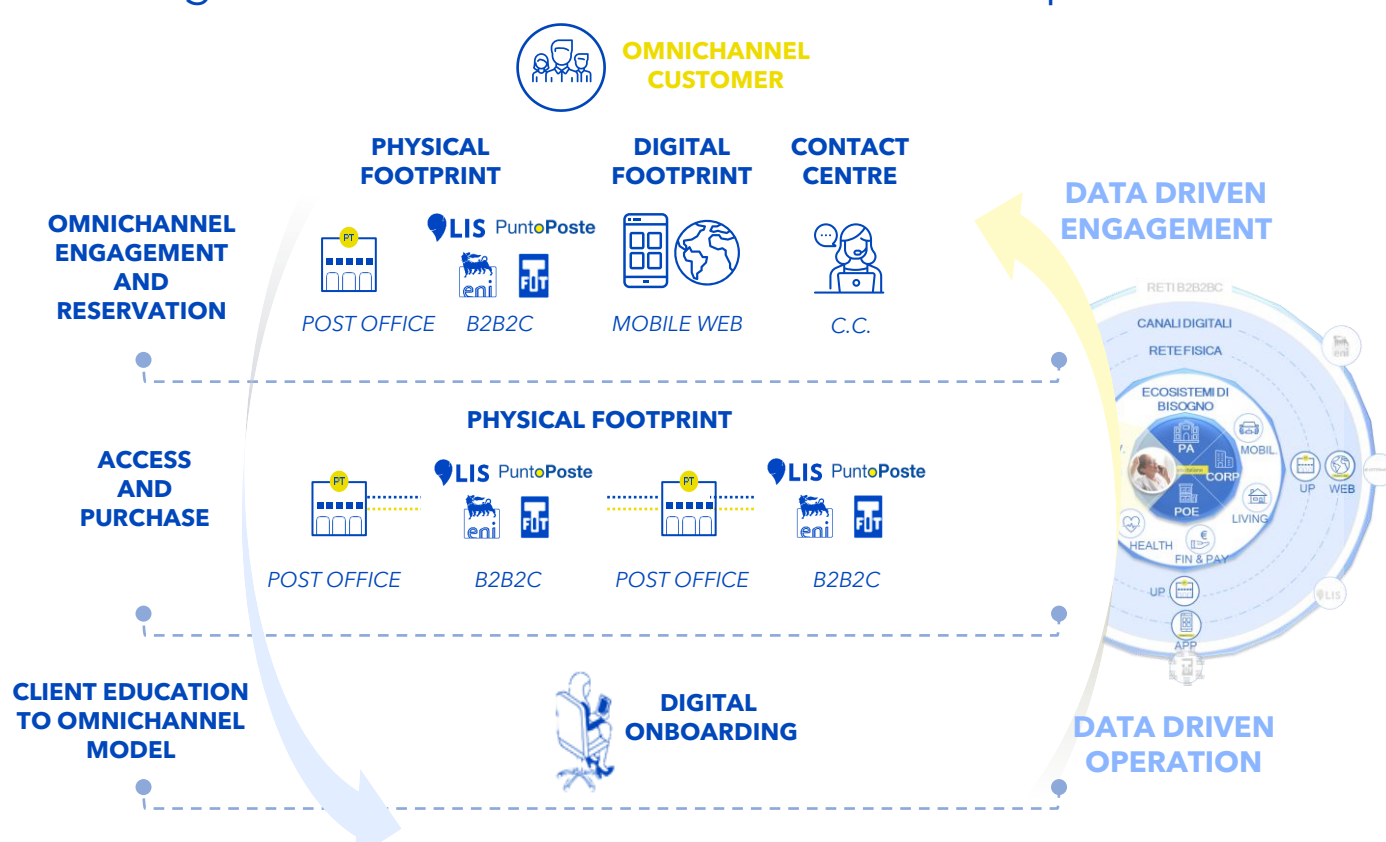 OMNICHANNEL
CUSTOMER
PHYSICAL
FOOTPRINT
DIGITAL
FOOTPRINT
CONTACT
CENTRE
OMNICHANNEL
ENGAGEMENT
AND
RESERVATION
PT
LIS PuntoPoste
eni
FIT
POST OFFICE
B2B2C
MOBILE WEB
C.C.
DATA DRIVEN
ENGAGEMENT
PHYSICAL FOOTPRINT
ACCESS
AND
PURCHASE
PT
LIS PuntoPoste
eni
FIT
PT
LIS PuntoPoste
eni
FIT
POST OFFICE
B2B2C
POST OFFICE
B2B2C
RETI B2B2BC
CANALI DIGITALI
RETE FISICA
ECOSISTEMI DI
BISOGNO
eni
PA
MOBIL.
CORP
UP
WEB
POE
LIVING
HEALTH
FIN & PAY
UP
LIS
APP
CLIENT EDUCATION
TO OMNICHANNEL
MODEL
DIGITAL
ONBOARDING
DATA DRIVEN
OPERATION